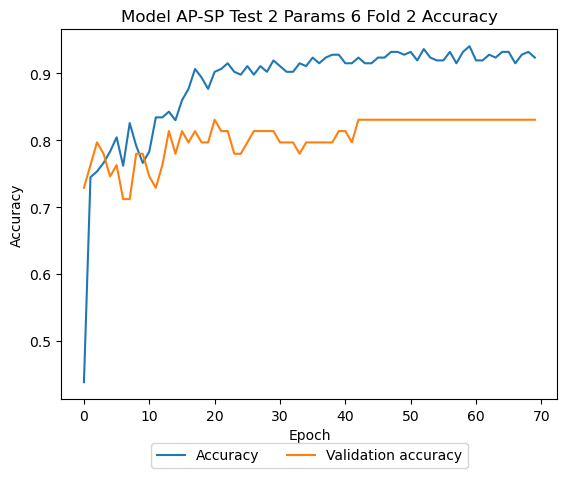 Model AP-SP Test 2 Params 6 Fold 2 Accuracy
Accuracy
0.9
0.8
0.7
0.6
0.5
0 10 20 30 40 50 60 70
Epoch
Accuracy Validation accuracy